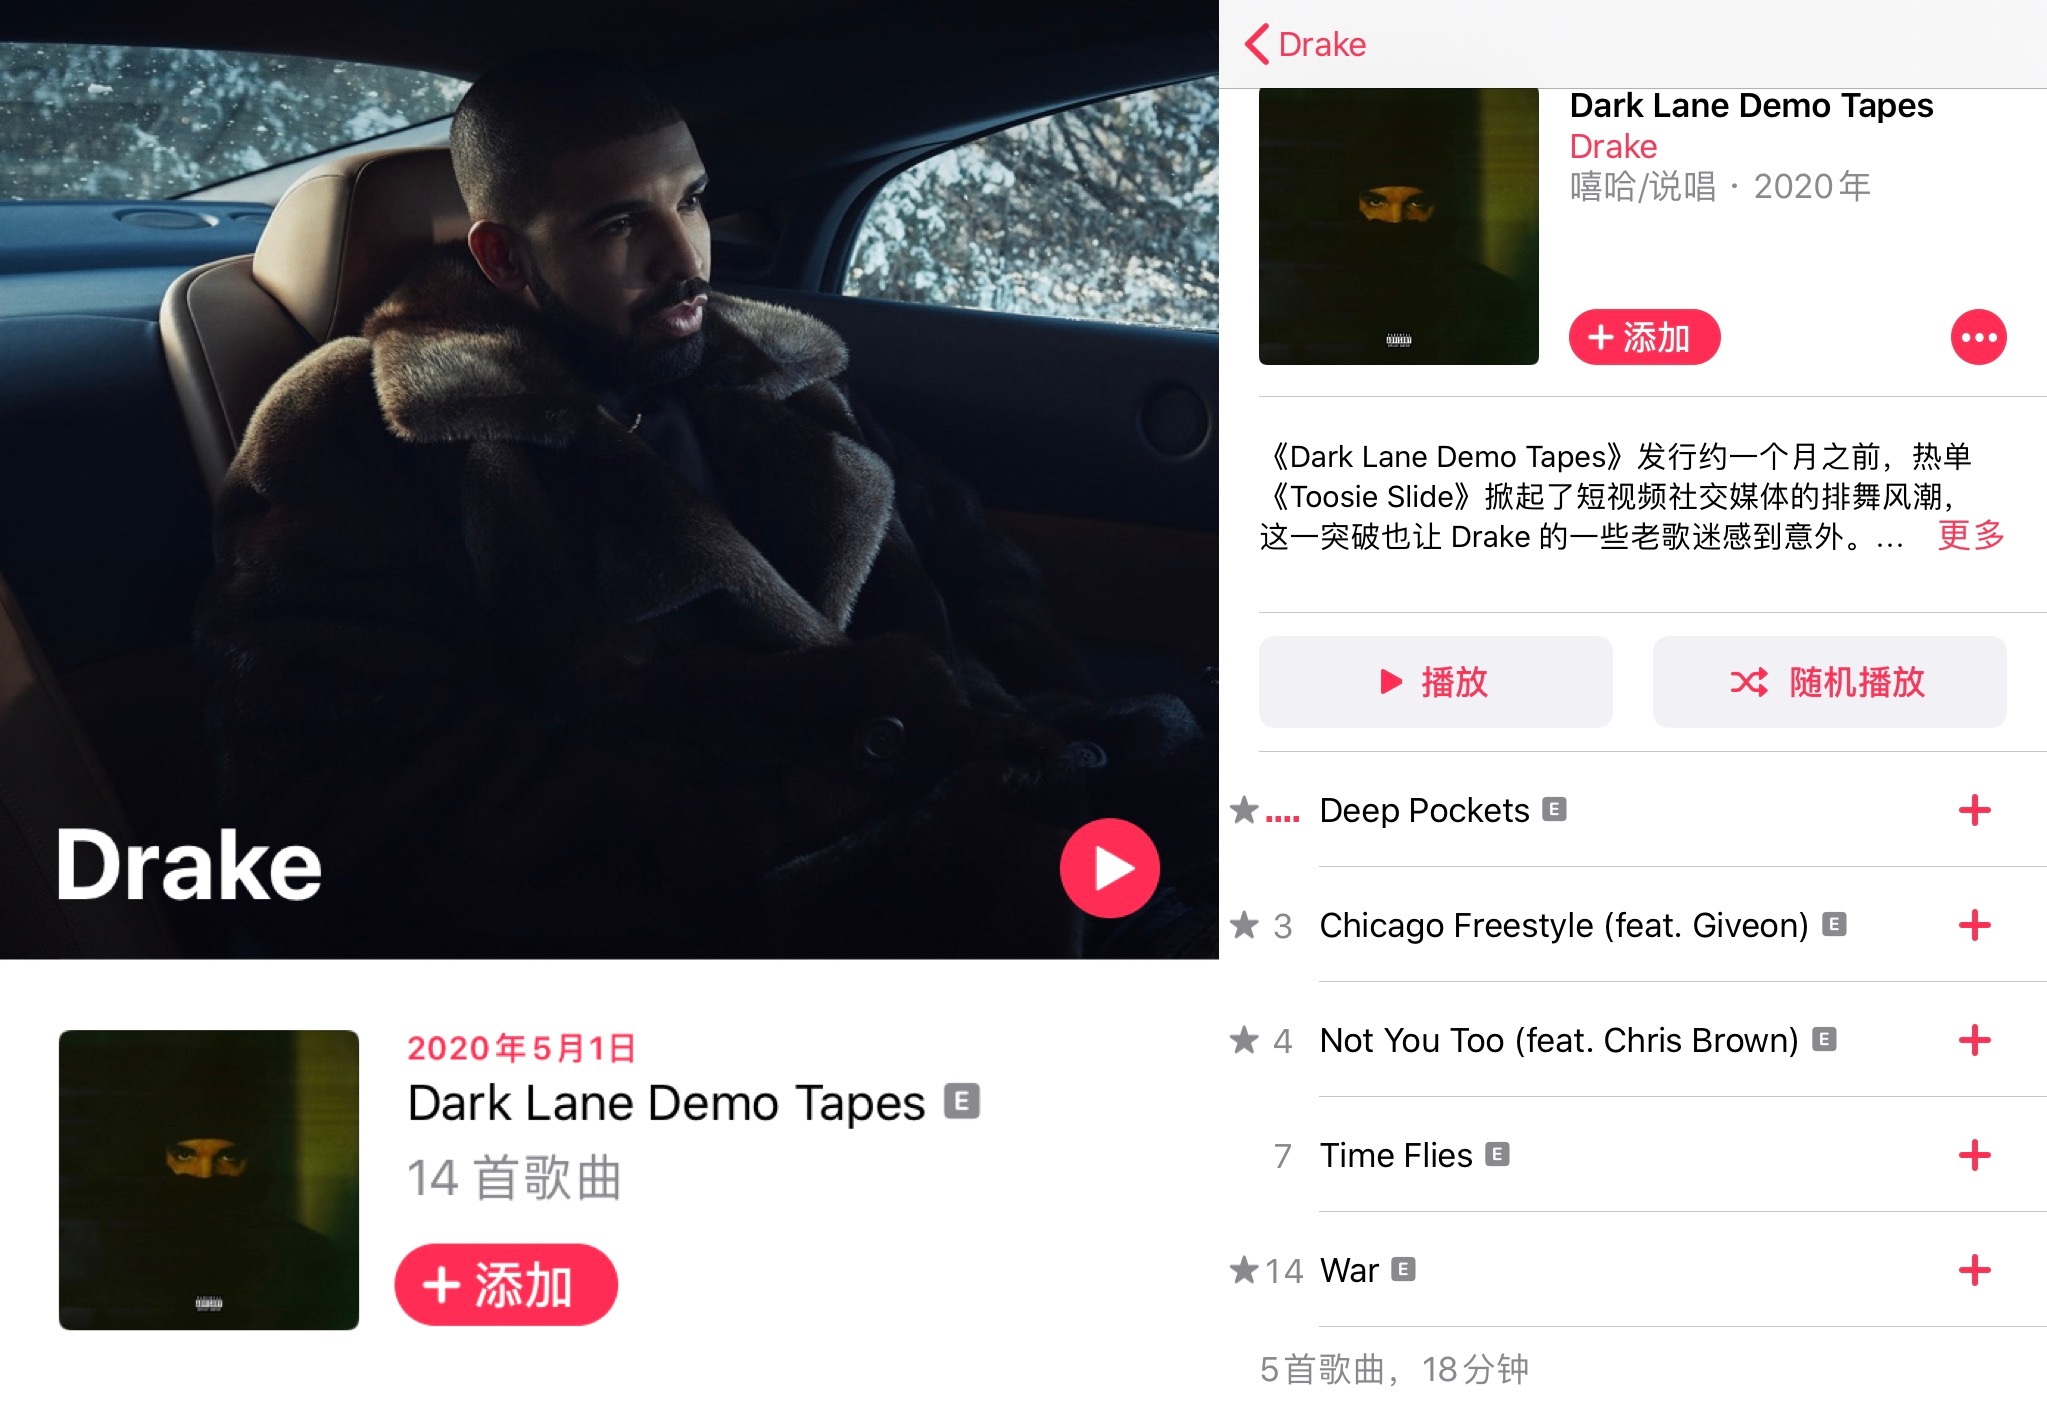 Drake
2020年5月1日
Dark Lane Demo Tapes E
14 首歌曲
+ 添加
Drake
Dark Lane Demo Tapes
Drake
嘻哈/说唱 · 2020年
+ 添加
《Dark Lane Demo Tapes》发行约一个月之前，热单
《Toosie Slide》掀起了短视频社交媒体的排舞风潮，
这一突破也让 Drake 的一些老歌迷感到意外。... 更多
播放
随机播放
★ Deep Pockets E
★ 3 Chicago Freestyle (feat. Giveon) E
★ 4 Not You Too (feat. Chris Brown) E
7 Time Flies E
★ 14 War E
5首歌曲，18分钟